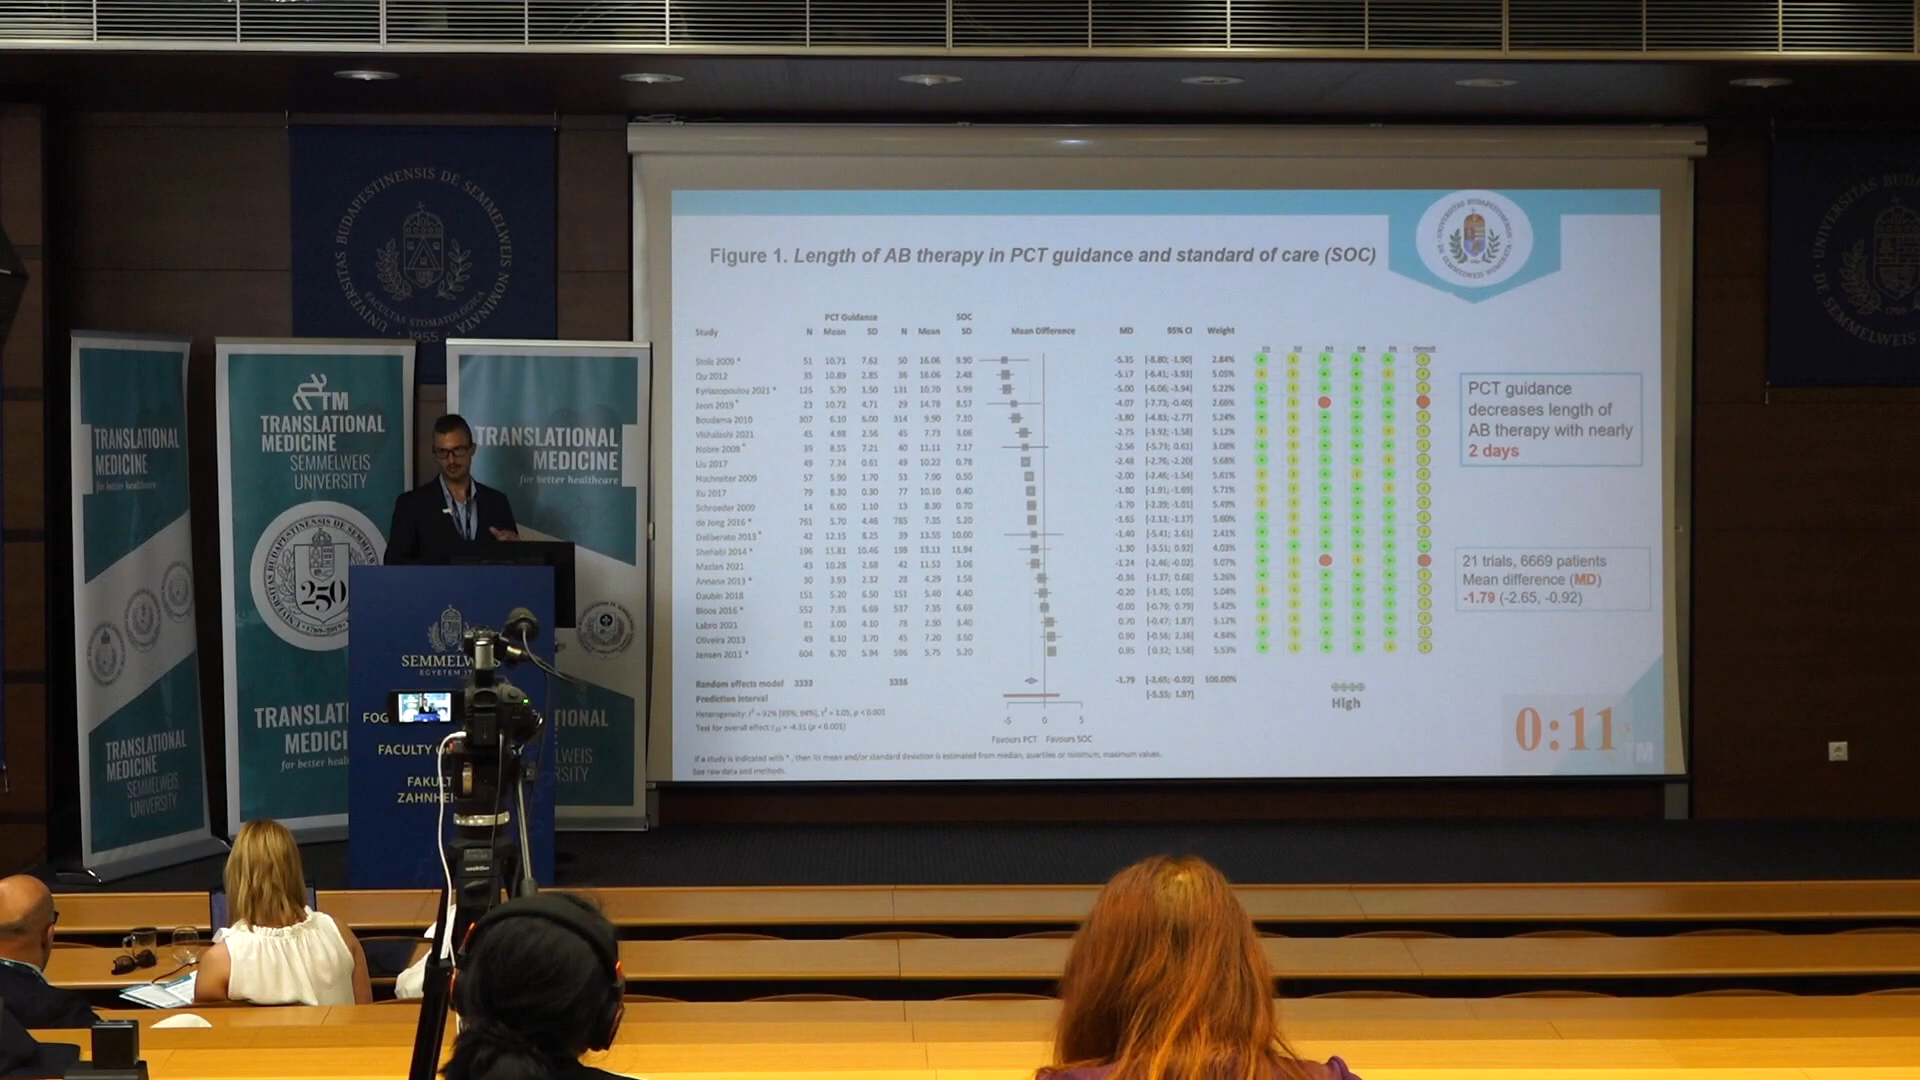 UNIVERSITAS BUDAPESTINENSIS DE SEMMELWEIS NOMINATA
FACULTAS STOMATOLOGICA
1955
TRANSLATIONAL
MEDICINE
for better healthcare
TRANSLATIONAL
MEDICINE
SEMMELWEIS
UNIVERSITY
TM
TRANSLATIONAL
MEDICINE
SEMMELWEIS
UNIVERSITY
250
TRANSLAT
MEDICI
for better heal
TRANSLATIONAL
MEDICINE
for better healthcare
TIONAL
SITY
SEMMELW
EGYETEM
FOG
FACULTY
FAKULT
ZAHNHEI
Figure 1. Length of AB therapy in PCT guidance and standard of care (SOC)
PCT Guidance SOC
Study N Mean SD N Mean SD Mean Difference MD 95% CI Weight
Stolz 2009 * 51 10.71 7.62 50 16.06 9.90 -5.35 [-8.80; -1.90] 2.84%
Qu 2012 35 10.89 2.85 36 16.06 2.48 -5.17 [-6.41; -3.93] 5.05%
Kyriazopoulou 2021 * 125 5.70 1.50 131 10.70 5.99 -5.00 [-6.06; -3.94] 5.22%
Jeon 2019 * 23 10.72 4.71 29 14.78 8.57 -4.07 [-7.73; -0.40] 2.66%
Boudama 2010 307 6.10 6.00 314 9.90 7.10 -3.80 [-4.83; -2.77] 5.24%
Vishalashi 2021 45 4.98 2.56 45 7.73 3.06 -2.75 [-3.92; -1.58] 5.12%
Nobre 2008 * 39 8.55 7.21 40 11.11 7.17 -2.56 [-5.73; 0.61] 3.08%
Liu 2017 49 7.74 0.61 49 10.22 0.78 -2.48 [-2.76; -2.20] 5.68%
Hochreiter 2009 57 5.90 1.70 53 7.90 0.50 -2.00 [-2.46; -1.54] 5.61%
Xu 2017 79 8.30 0.30 77 10.10 0.40 -1.80 [-1.91; -1.69] 5.71%
Schroeder 2009 14 6.60 1.10 13 8.30 0.70 -1.70 [-2.39; -1.01] 5.49%
de Jong 2016 * 761 5.70 4.46 785 7.35 5.20 -1.65 [-2.13; -1.17] 5.60%
Deliberato 2013 * 42 12.15 8.25 39 13.55 10.00 -1.40 [-5.41; 2.61] 2.41%
Shehabi 2014 * 196 11.81 10.46 198 13.11 11.94 -1.30 [-3.51; 0.92] 4.03%
Mazlan 2021 43 10.28 2.68 42 11.52 3.06 -1.24 [-2.46; -0.02] 5.07%
Annane 2013 * 30 3.93 2.32 28 4.29 1.56 -0.36 [-1.37; 0.66] 5.26%
Daubin 2018 151 5.20 6.50 151 5.40 4.40 -0.20 [-1.45; 1.05] 5.04%
Bloos 2016 * 552 7.35 6.69 537 7.35 6.69 -0.00 [-0.79; 0.79] 5.42%
Labro 2021 81 3.00 4.10 78 2.30 3.40 0.70 [-0.47; 1.87] 5.12%
Oliveira 2013 49 8.10 3.70 45 7.20 3.50 0.90 [-0.56; 2.36] 4.84%
Jensen 2011 * 604 6.70 5.94 596 5.75 5.20 0.95 [0.32; 1.58] 5.53%
Random effects model 3333 3336 -1.79 [-2.65; -0.92] 100.00%
Prediction interval [-5.55; 1.97]
Heterogeneity: I² = 92% [89%; 94%], τ² = 3.05, p < 0.001
Test for overall effect: t20 = -4.31 (p < 0.001)
-5 0 5
Favours PCT Favours SOC
If a study is indicated with *, then its mean and/or standard deviation is estimated from median, quartiles or minimum, maximum values.
See raw data and methods.
High
PCT guidance
decreases length of
AB therapy with nearly
2 days
21 trials, 6669 patients
Mean difference (MD)
-1.79 (-2.65, -0.92)
0:11
TM